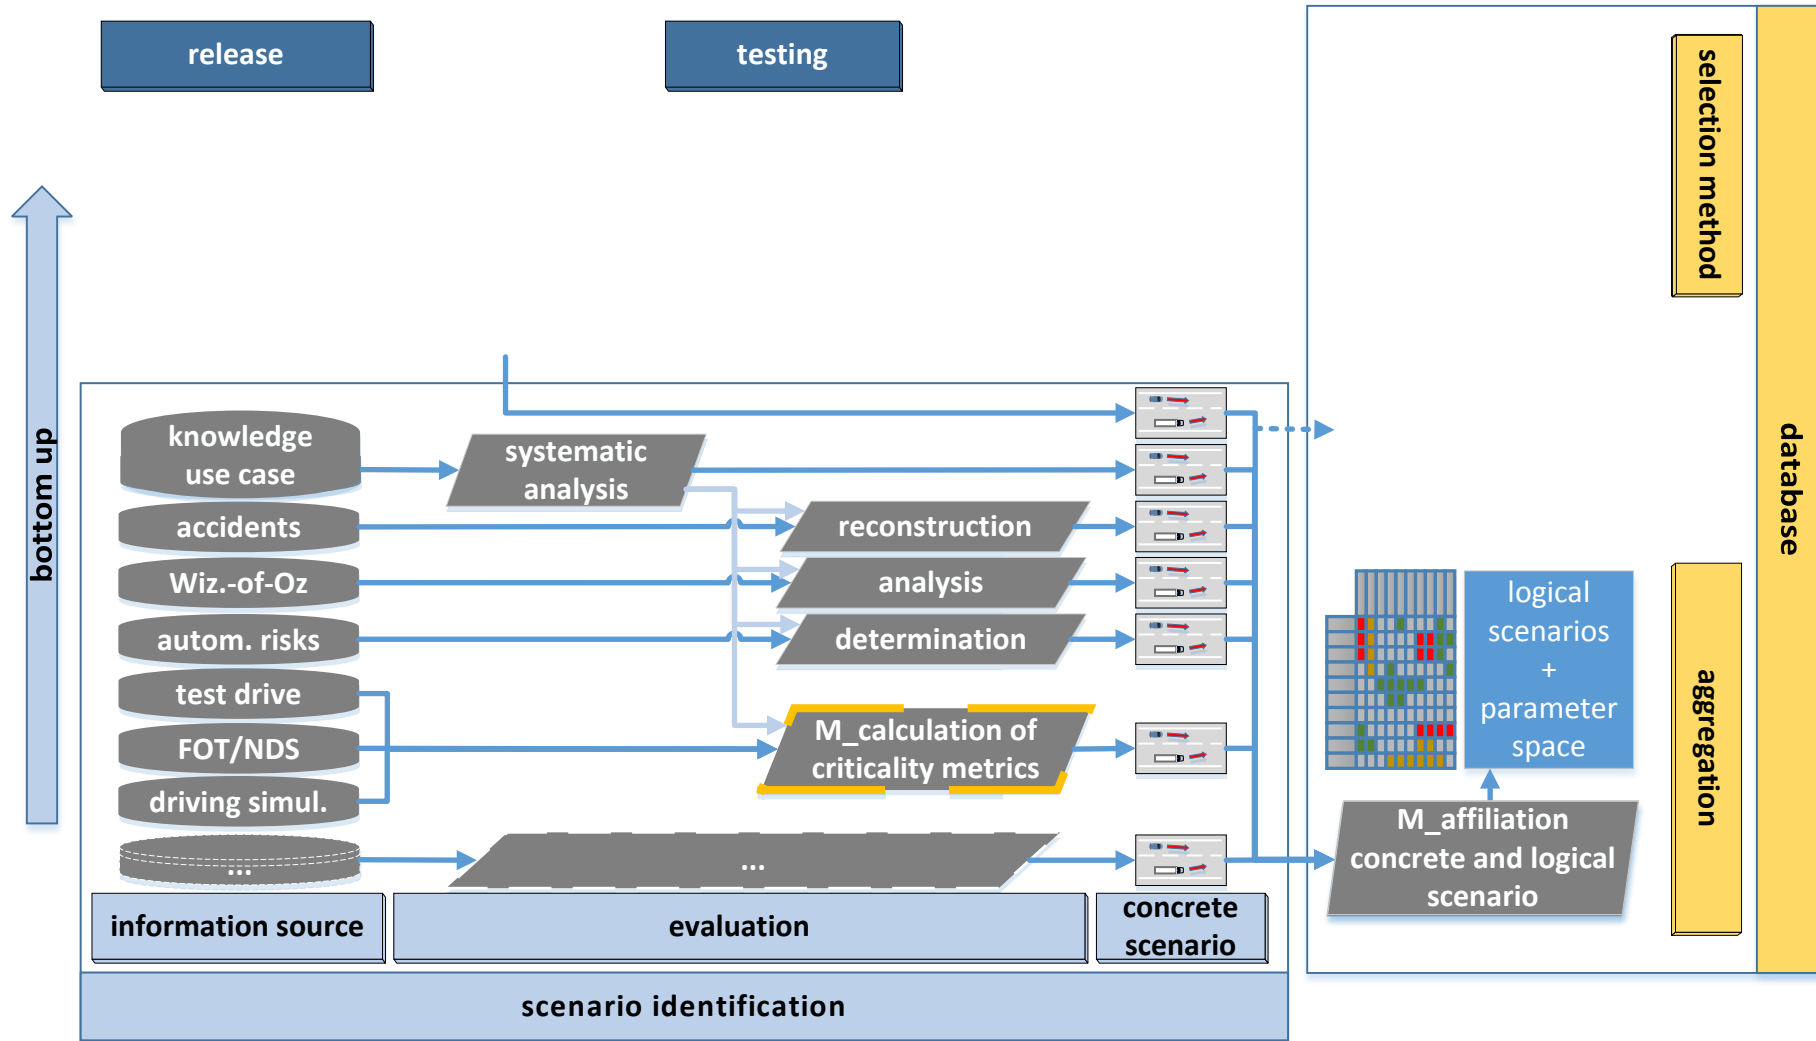 release
testing
selection method
database
bottom up
knowledge
use case
systematic
analysis
accidents
reconstruction
Wiz.-of-Oz
analysis
autom. risks
determination
test drive
FOT/NDS
driving simul.
M_calculation of
criticality metrics
...
...
logical
scenarios
+
parameter
space
M_affiliation
concrete and logical
scenario
aggregation
information source
evaluation
concrete
scenario
scenario identification